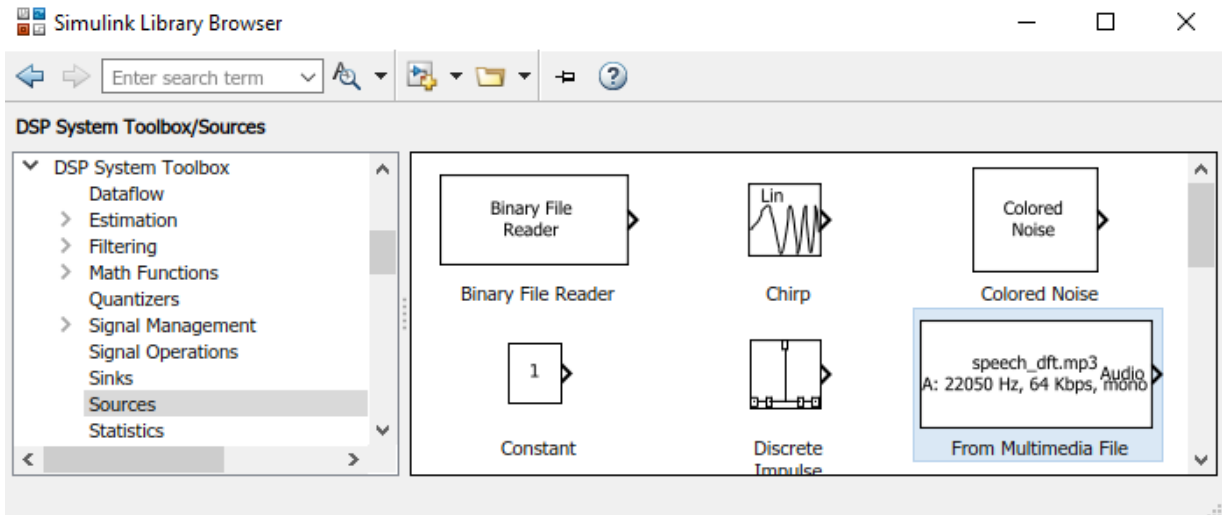 Simulink Library Browser
Enter search term
DSP System Toolbox/Sources
DSP System Toolbox
Dataflow
Estimation
Filtering
Math Functions
Quantizers
Signal Management
Signal Operations
Sinks
Sources
Statistics
Binary File
Reader
Binary File Reader
Lin
Chirp
Colored
Noise
Colored Noise
1
Constant
Discrete
Impulse
speech_dft.mp3
A: 22050 Hz, 64 Kbps, mono
Audio
From Multimedia File